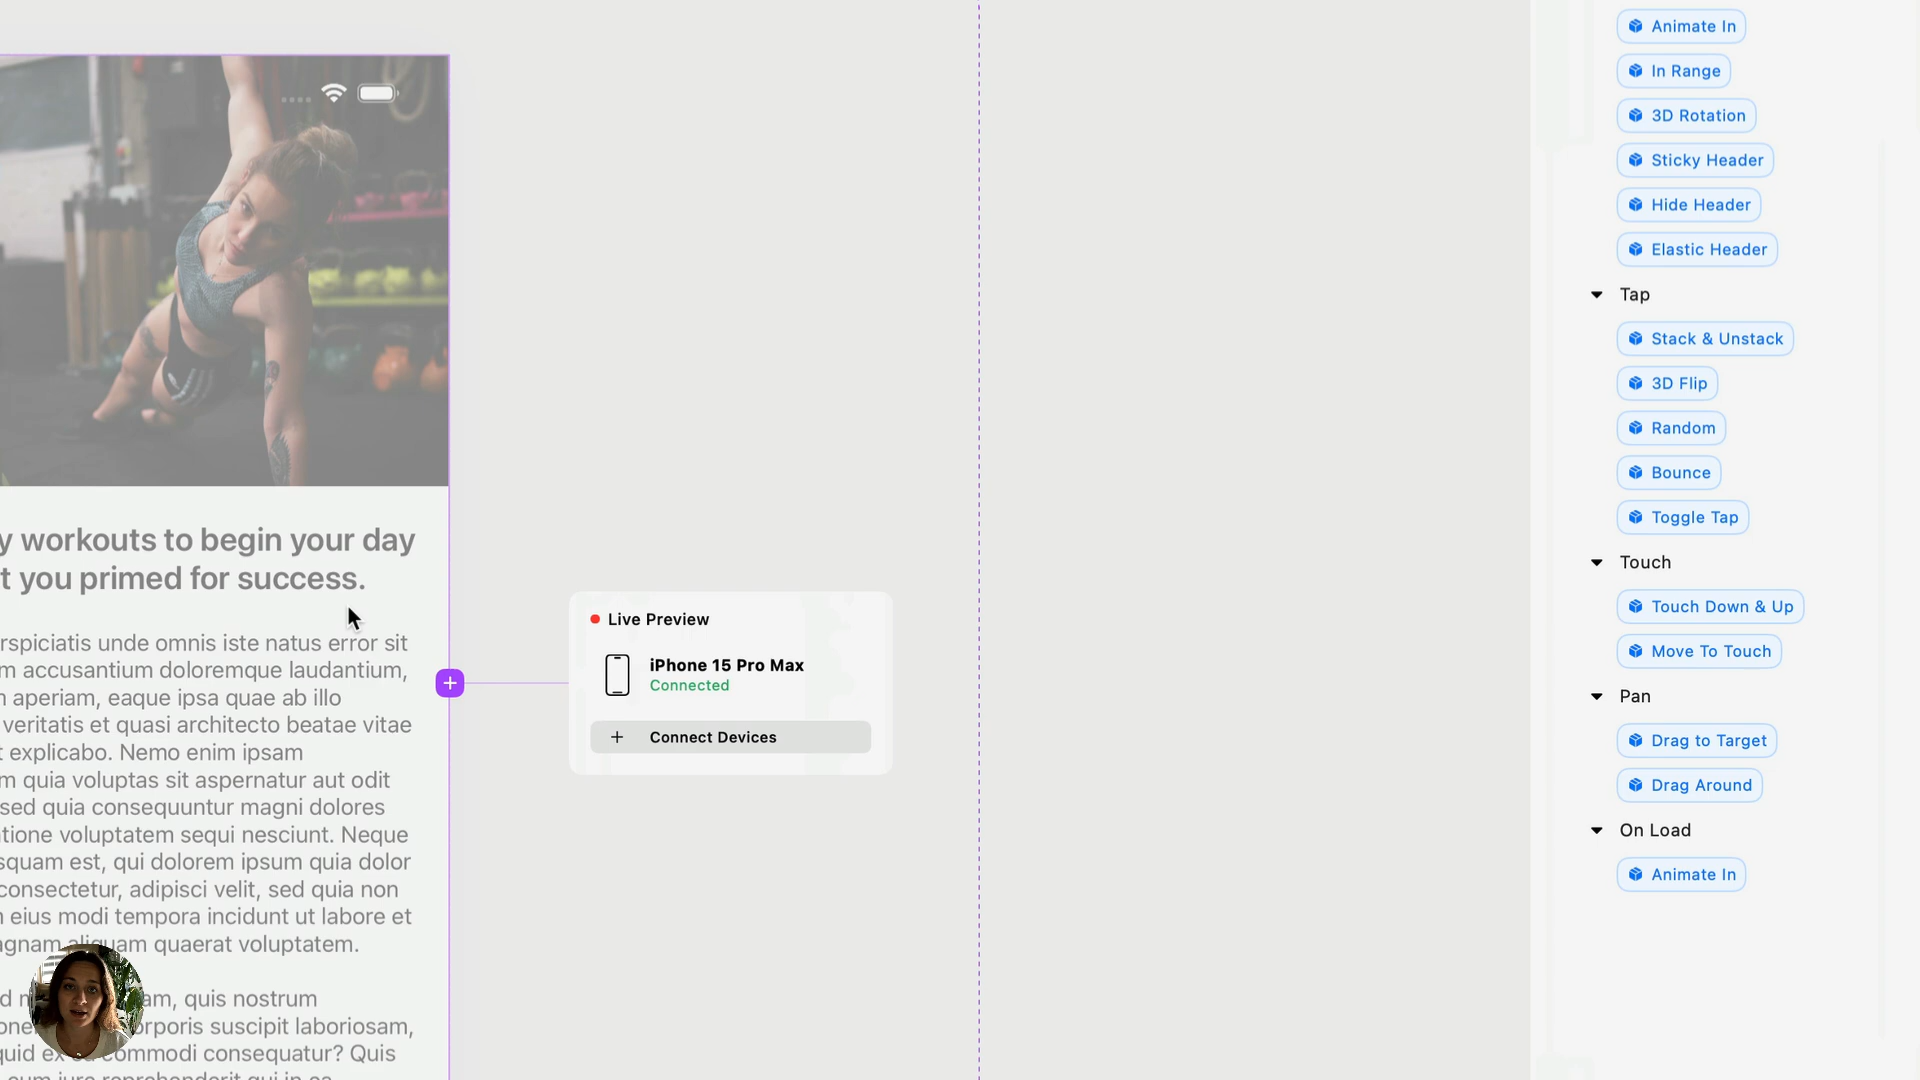 y workouts to begin your day
t you primed for success.
rspiciatis unde omnis iste natus error sit
m accusantium doloremque laudantium,
n aperiam, eaque ipsa quae ab illo
veritatis et quasi architecto beatae vitae
t explicabo. Nemo enim ipsam
m quia voluptas sit aspernatur aut odit
sed quia consequuntur magni dolores
tione voluptatem sequi nesciunt. Neque
squam est, qui dolorem ipsum quia dolor
consectetur, adipisci velit, sed quia non
n eius modi tempora incidunt ut labore et
agnam aliquam quaerat voluptatem.
am, quis nostrum
orporis suscipit laboriosam,
quid ex ea commodi consequatur? Quis
Live Preview
iPhone 15 Pro Max
Connected
+ Connect Devices
Animate In
In Range
3D Rotation
Sticky Header
Hide Header
Elastic Header
Tap
Stack & Unstack
3D Flip
Random
Bounce
Toggle Tap
Touch
Touch Down & Up
Move To Touch
Pan
Drag to Target
Drag Around
On Load
Animate In